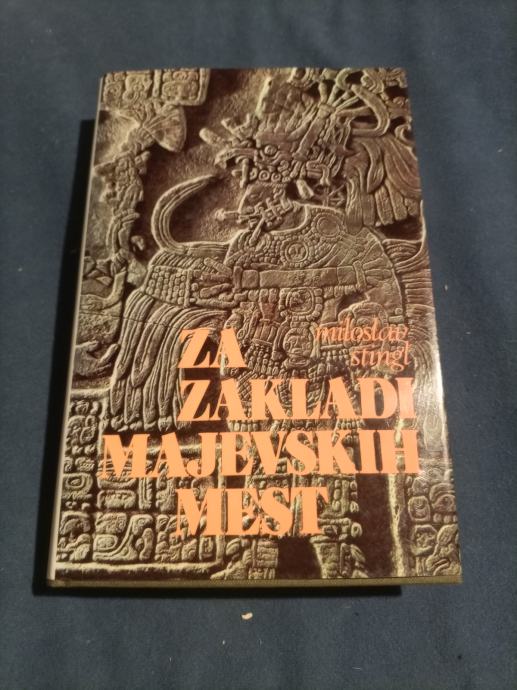 miloslav
stingl
ZA
ZAKLADI
MAJEVSKIH
MEST